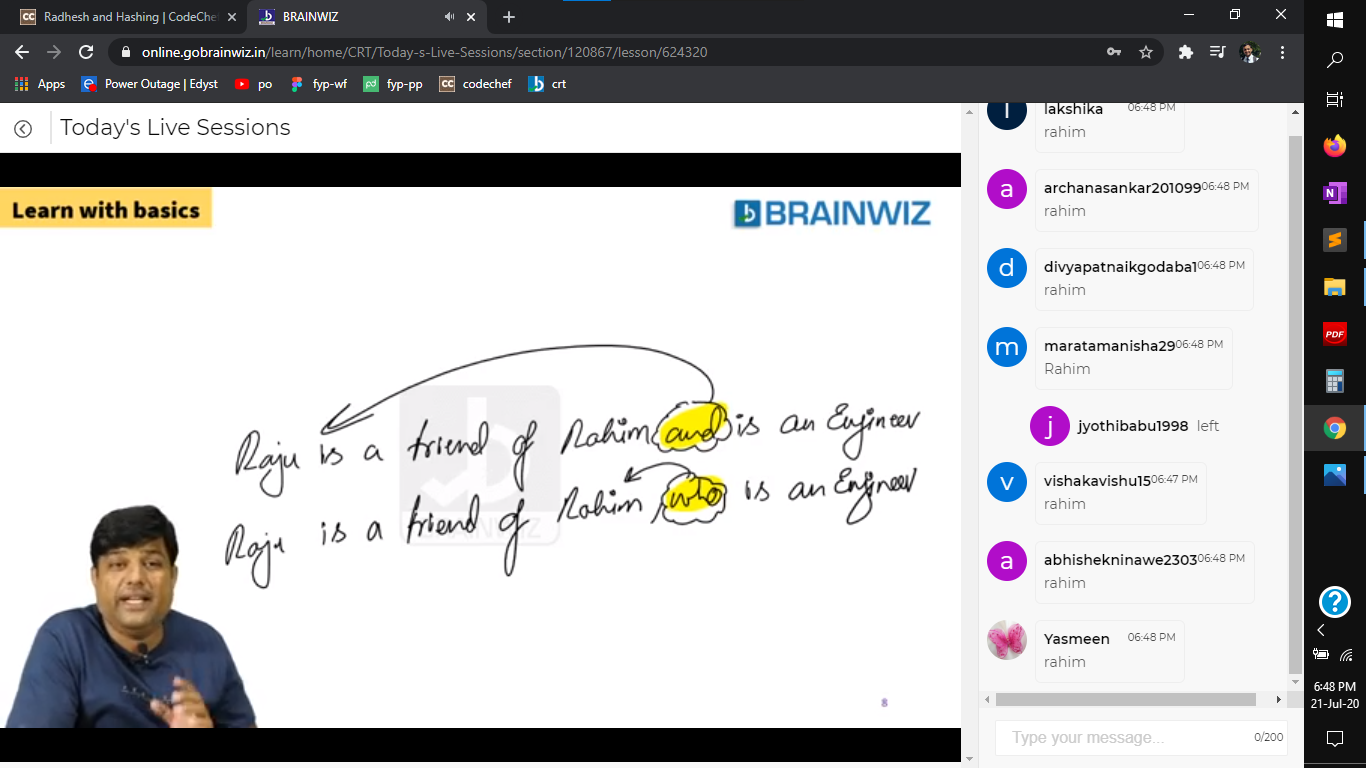 Radhesh and Hashing | CodeChe
BRAINWIZ
online.gobrainwiz.in/learn/home/CRT/Today-s-Live-Sessions/section/120867/lesson/624320
Apps
Power Outage | Edyst
po
fyp-wf
fyp-pp
codechef
crt
Today's Live Sessions
Learn with basics
BRAINWIZ
Raju is a friend of Rahim and is an Engineer
Raju is a friend of Rahim, who is an Engineer
BRAINWIZ
8
lakshika 06:48 PM
rahim
archanasankar201099 06:48 PM
rahim
divyapatnaikgodaba1 06:48 PM
rahim
maratamanisha29 06:48 PM
Rahim
jyothibabu1998 left
vishakavishu15 06:47 PM
rahim
abhishekninawe2303 06:48 PM
rahim
Yasmeen 06:48 PM
rahim
Type your message... 0/200
PDF
6:48 PM
21-Jul-20